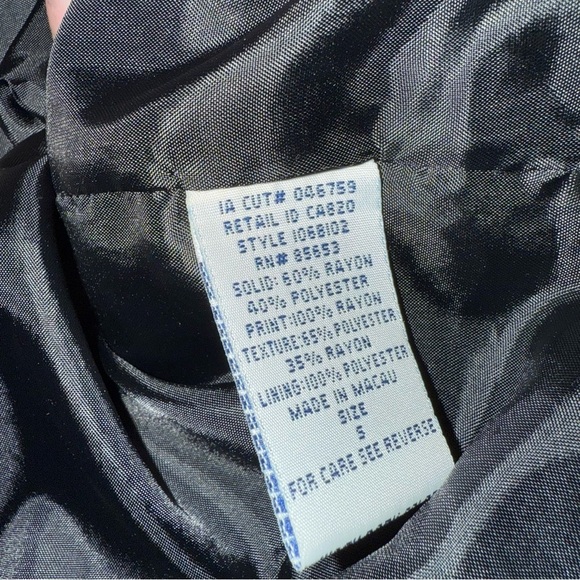 IA CUT# 046759
RETAIL ID CA820
STYLE 1068102
RN# 83653
SOLID: 60% RAYON
40% POLYESTER
PRINT:100% RAYON
TEXTURE:65% POLYESTER
35% RAYON
LINING:100% POLYESTER
MADE IN MACAU
SIZE
S
FOR CARE SEE REVERSE